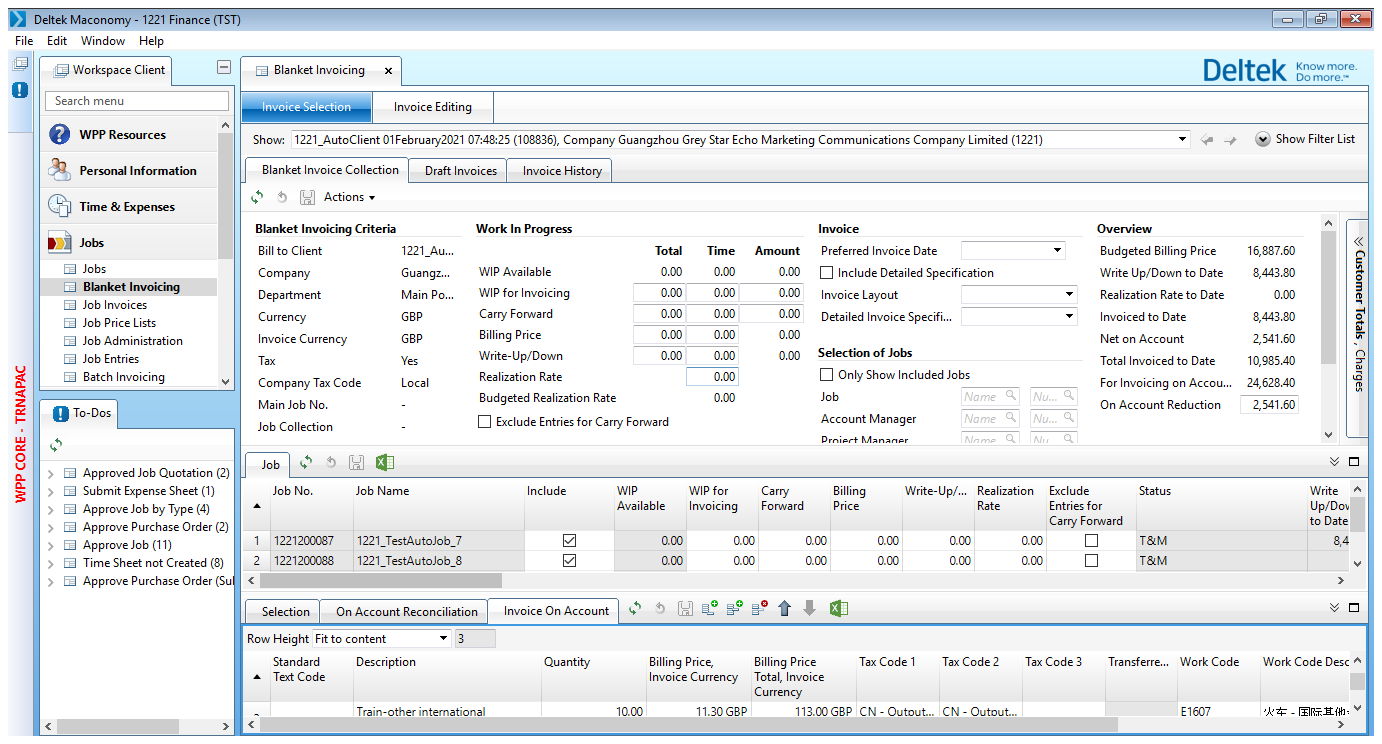 Deltek Maconomy - 1221 Finance (TST)
File Edit Window Help
Workspace Client
Search menu
WPP Resources
Personal Information
Time & Expenses
Jobs
Jobs
Blanket Invoicing
Job Invoices
Job Price Lists
Job Administration
Job Entries
Batch Invoicing
WPP CORE - TRNAPAC
To-Dos
Approved Job Quotation (2)
Submit Expense Sheet (1)
Approve Job by Type (4)
Approve Purchase Order (2)
Approve Job (11)
Time Sheet not Created (8)
Approve Purchase Order (Sul
Blanket Invoicing
Deltek Know more. Do more.™
Invoice Selection Invoice Editing
Show: 1221_AutoClient 01February2021 07:48:25 (108836), Company Guangzhou Grey Star Echo Marketing Communications Company Limited (1221) Show Filter List
Blanket Invoice Collection Draft Invoices Invoice History
Actions
Blanket Invoicing Criteria
Bill to Client 1221_Au...
Company Guangz...
Department Main Po...
Currency GBP
Invoice Currency GBP
Tax Yes
Company Tax Code Local
Main Job No. -
Job Collection -
Work In Progress
Total Time Amount
WIP Available 0.00 0.00 0.00
WIP for Invoicing 0.00 0.00 0.00
Carry Forward 0.00 0.00 0.00
Billing Price 0.00 0.00 0.00
Write-Up/Down 0.00 0.00 0.00
Realization Rate 0.00
Budgeted Realization Rate 0.00
Exclude Entries for Carry Forward
Invoice
Preferred Invoice Date
Include Detailed Specification
Invoice Layout
Detailed Invoice Specifi...
Selection of Jobs
Only Show Included Jobs
Job Name Nu...
Account Manager Name Nu...
Project Manager Name Nu...
Overview
Budgeted Billing Price 16,887.60
Write Up/Down to Date 8,443.80
Realization Rate to Date 0.00
Invoiced to Date 8,443.80
Net on Account 2,541.60
Total Invoiced to Date 10,985.40
For Invoicing on Accou... 24,628.40
On Account Reduction 2,541.60
Customer Totals , Charges
Job
Job No. Job Name Include WIP Available WIP for Invoicing Carry Forward Billing Price Write-Up/... Realization Rate Exclude Entries for Carry Forward Status Write Up/Dov to Date
1 1221200087 1221_TestAutoJob_7 0.00 0.00 0.00 0.00 0.00 0.00 T&M 8,4
2 1221200088 1221_TestAutoJob_8 0.00 0.00 0.00 0.00 0.00 0.00 T&M
Selection On Account Reconciliation Invoice On Account
Row Height Fit to content 3
Standard Text Code Description Quantity Billing Price, Invoice Currency Billing Price Total, Invoice Currency Tax Code 1 Tax Code 2 Tax Code 3 Transferre... Work Code Work Code Desc
Train-other international 10.00 11.30 GBP 113.00 GBP CN - Output... CN - Output... E1607 火车 - 国际其他